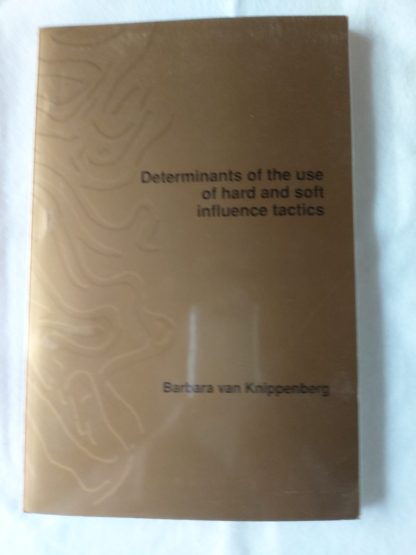 Determinants of the use
of hard and soft
influence tactics
Barbara van Knippenberg